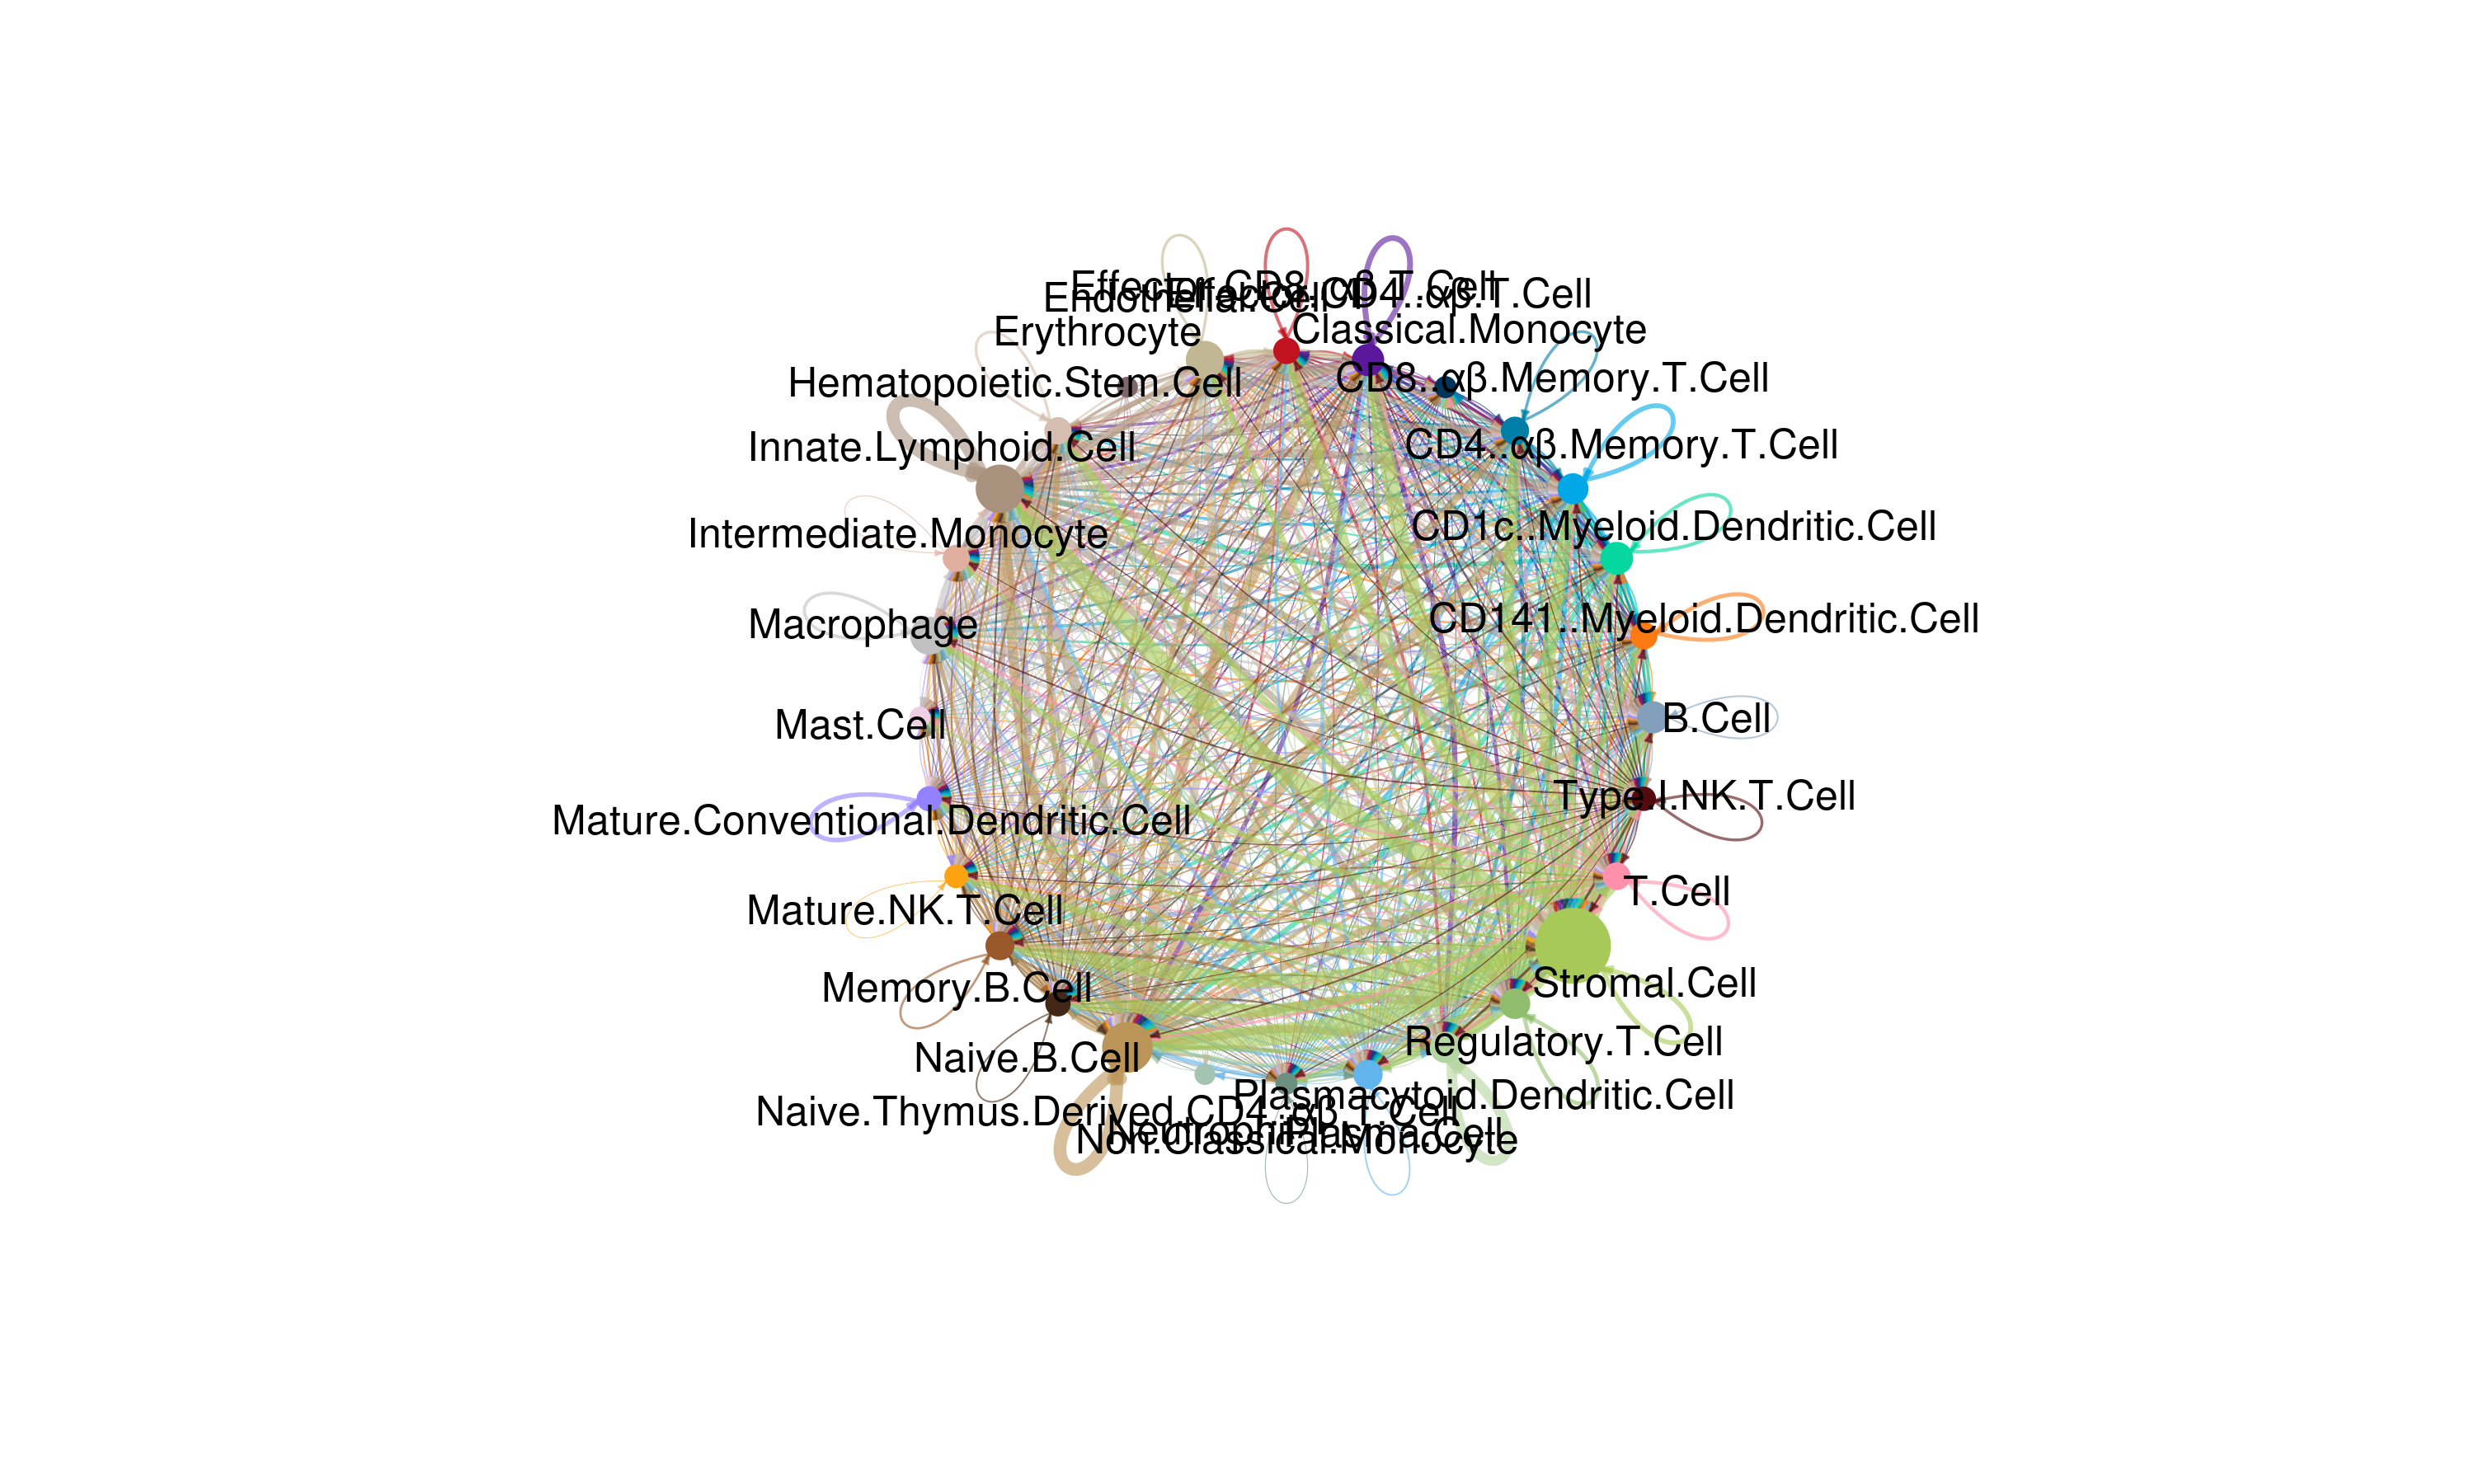 Effector.CD8..αβ.T.Cell
Effector.CD4..αβ.T.Cell
Endothelial.Cell
Erythrocyte
Classical.Monocyte
Hematopoietic.Stem.Cell
CD8..αβ.Memory.T.Cell
Innate.Lymphoid.Cell
CD4..αβ.Memory.T.Cell
Intermediate.Monocyte
CD1c..Myeloid.Dendritic.Cell
Macrophage
CD141..Myeloid.Dendritic.Cell
Mast.Cell
B.Cell
Mature.Conventional.Dendritic.Cell
Type.I.NK.T.Cell
Mature.NK.T.Cell
T.Cell
Memory.B.Cell
Stromal.Cell
Naive.B.Cell
Regulatory.T.Cell
Naive.Thymus.Derived.CD4..αβ.T.Cell
Plasmacytoid.Dendritic.Cell
Neutrophil
Plasma.Cell
Non.Classical.Monocyte